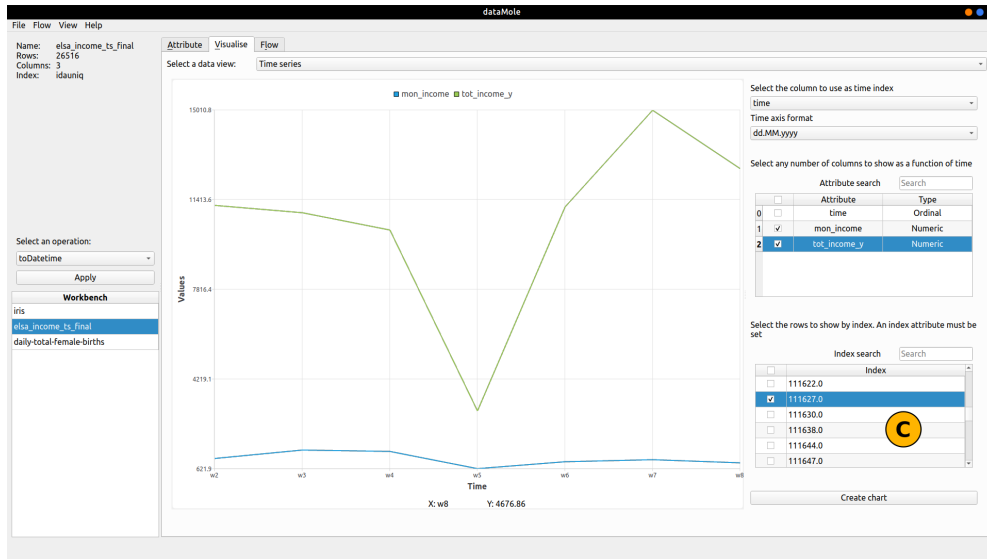 dataMole
File Flow View Help
Name: elsa_income_ts_final
Rows: 26516
Columns: 3
Index: idauniq
Select an operation:
toDatetime
Apply
Workbench
iris
elsa_income_ts_final
daily-total-female-births
Attribute Visualise Flow
Select a data view: Time series
mon_income tot_income_y
15010.8
11413.6
7816.4
4219.1
621.9
Values
w2 w3 w4 w5 w6 w7 w8
Time
X: w8 Y: 4676.86
Select the column to use as time index
time
Time axis format
dd.MM.yyyy
Select any number of columns to show as a function of time
Attribute search Search
Attribute Type
0 time Ordinal
1 mon_income Numeric
2 tot_income_y Numeric
Select the rows to show by index. An index attribute must be
set
Index search Search
Index
111622.0
111627.0
111630.0
111638.0
111644.0
111647.0
C
Create chart